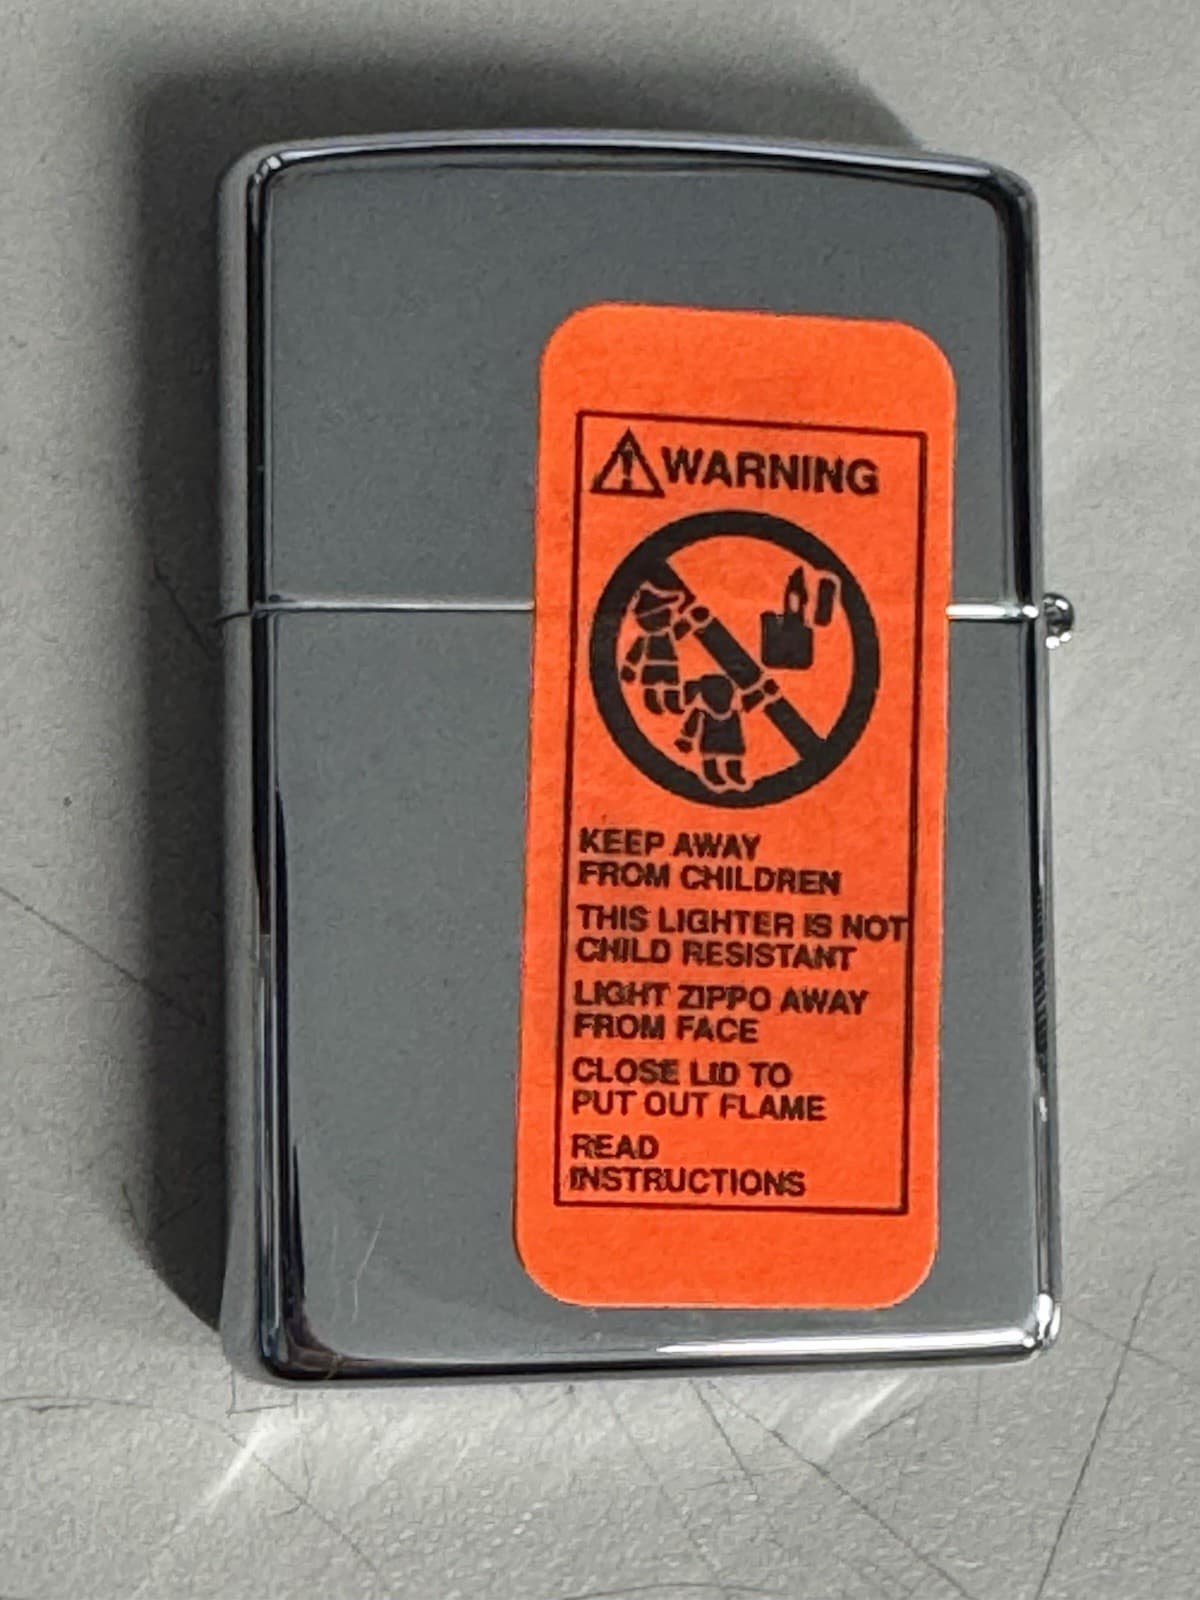 WARNING
KEEP AWAY
FROM CHILDREN
THIS LIGHTER IS NOT
CHILD RESISTANT
LIGHT ZIPPO AWAY
FROM FACE
CLOSE LID TO
PUT OUT FLAME
READ
INSTRUCTIONS